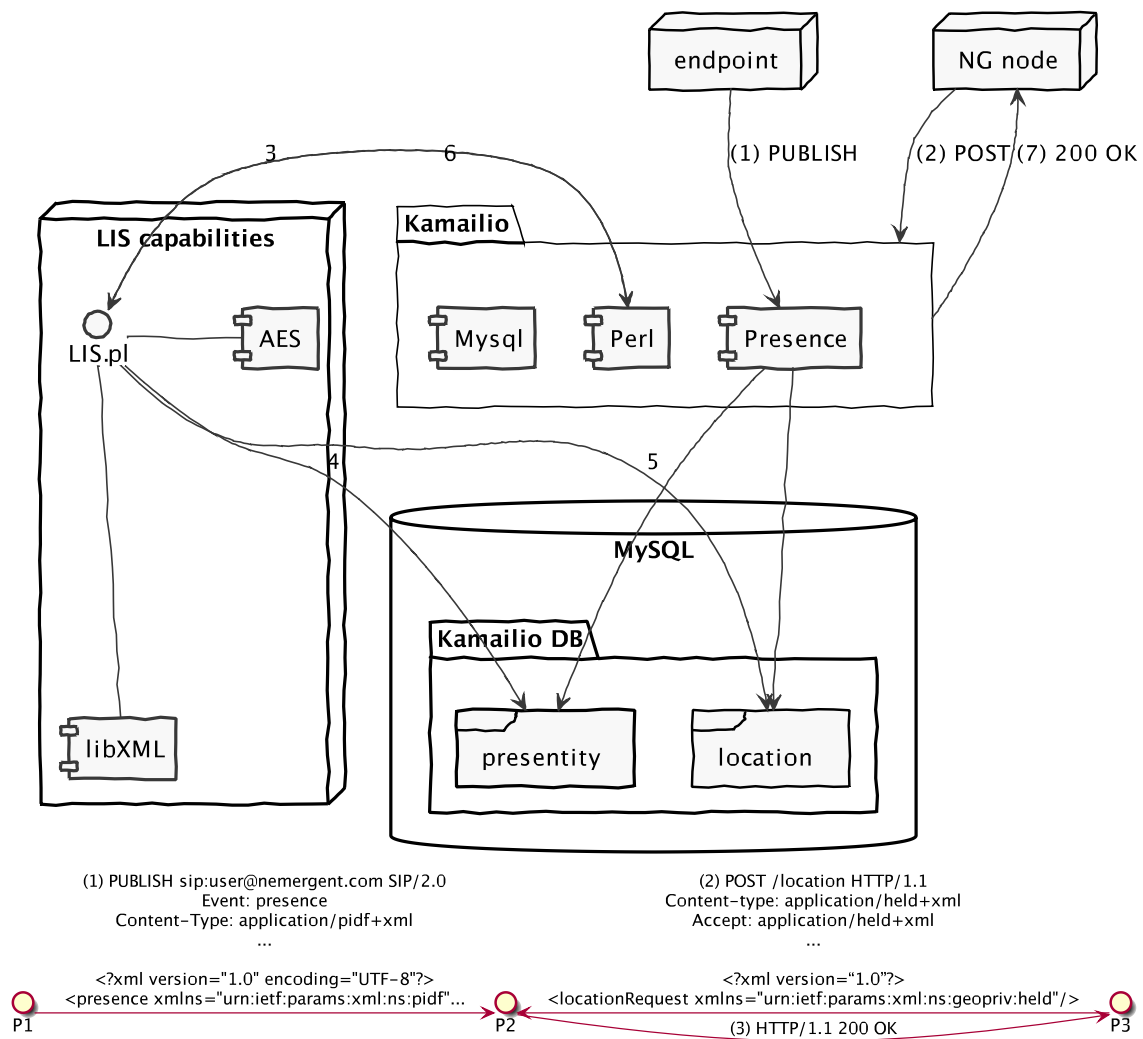 endpoint
NG node
3
6
(1) PUBLISH
(2) POST
(7) 200 OK
LIS capabilities
Kamailio
LIS.pl
AES
Mysql
Perl
Presence
4
5
MySQL
Kamailio DB
libXML
presentity
location
(1) PUBLISH sip:user@nemergent.com SIP/2.0
Event: presence
Content-Type: application/pidf+xml
...
<?xml version="1.0" encoding="UTF-8"?>
<presence xmlns="urn:ietf:params:xml:ns:pidf"...
(2) POST /location HTTP/1.1
Content-type: application/held+xml
Accept: application/held+xml
...
<?xml version=“1.0”?>
<locationRequest xmlns="urn:ietf:params:xml:ns:geopriv:held"/>
P1
P2
(3) HTTP/1.1 200 OK
P3